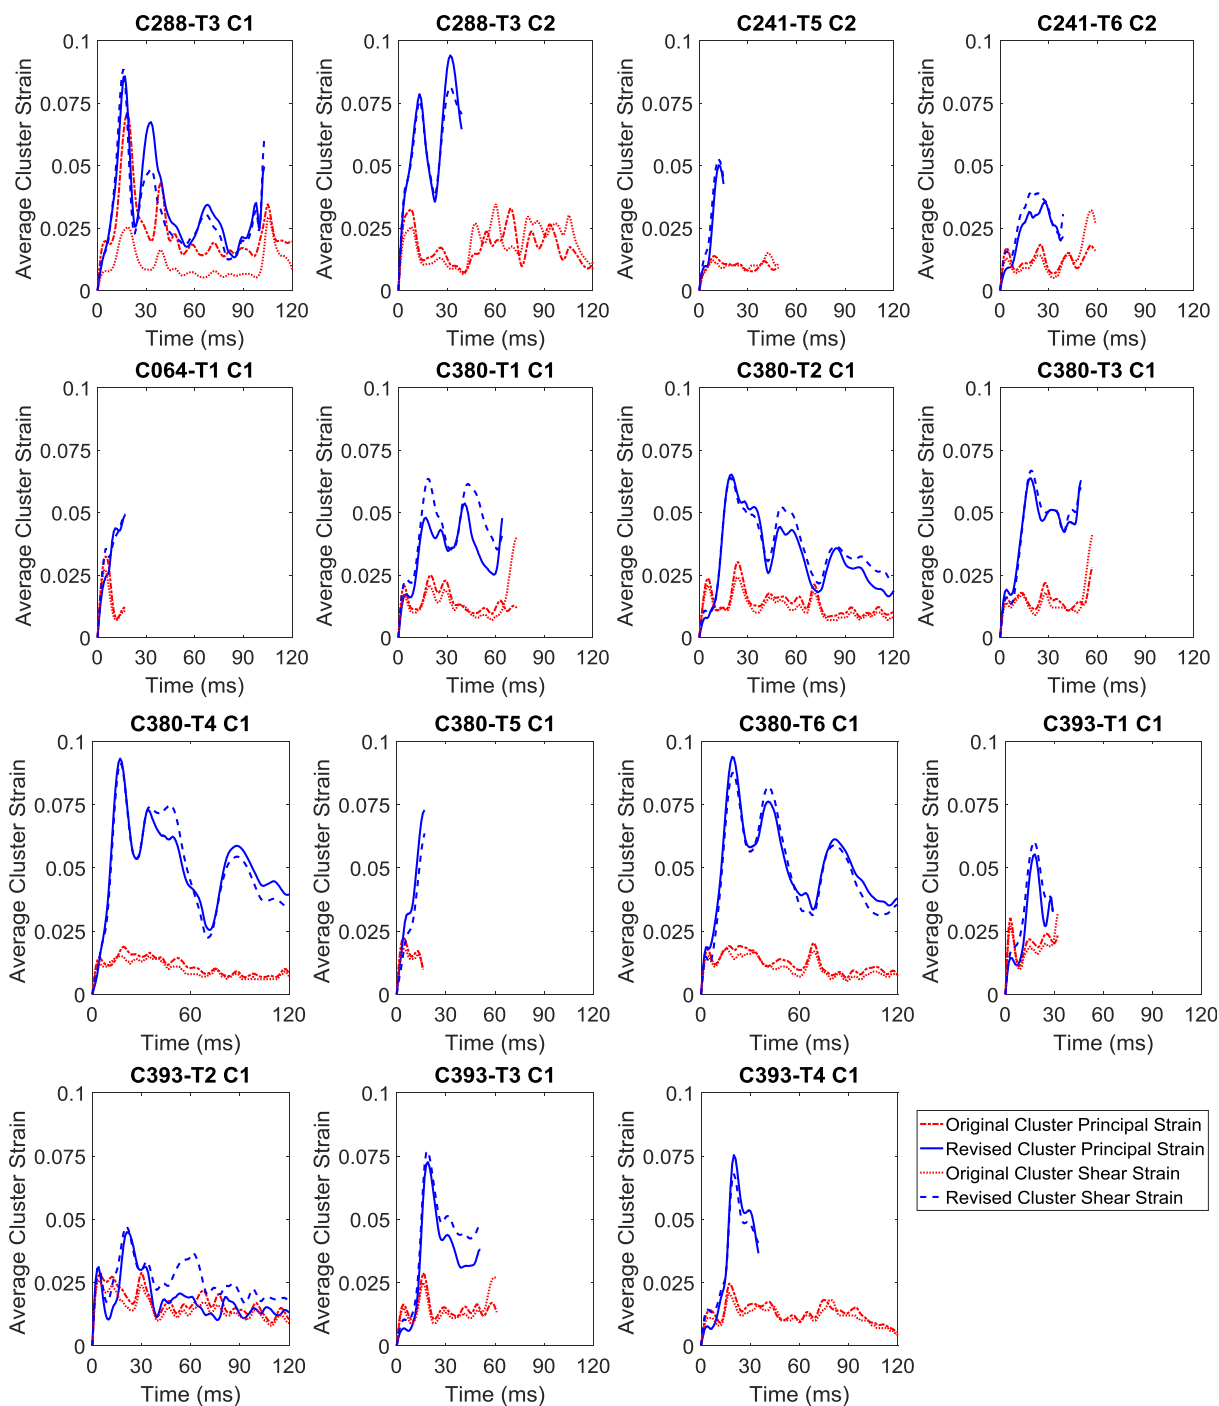 C288-T3 C1
C288-T3 C2
C241-T5 C2
C241-T6 C2
0.1
0.075
0.05
0.025
0
Average Cluster Strain
0 30 60 90 120
Time (ms)
0.1
0.075
0.05
0.025
0
Average Cluster Strain
0 30 60 90 120
Time (ms)
0.1
0.075
0.05
0.025
0
Average Cluster Strain
0 30 60 90 120
Time (ms)
0.1
0.075
0.05
0.025
0
Average Cluster Strain
0 30 60 90 120
Time (ms)
C064-T1 C1
C380-T1 C1
C380-T2 C1
C380-T3 C1
0.1
0.075
0.05
0.025
0
Average Cluster Strain
0 30 60 90 120
Time (ms)
0.1
0.075
0.05
0.025
0
Average Cluster Strain
0 30 60 90 120
Time (ms)
0.1
0.075
0.05
0.025
0
Average Cluster Strain
0 30 60 90 120
Time (ms)
0.1
0.075
0.05
0.025
0
Average Cluster Strain
0 30 60 90 120
Time (ms)
C380-T4 C1
C380-T5 C1
C380-T6 C1
C393-T1 C1
0.1
0.075
0.05
0.025
0
Average Cluster Strain
0 30 60 90 120
Time (ms)
0.1
0.075
0.05
0.025
0
Average Cluster Strain
0 30 60 90 120
Time (ms)
0.1
0.075
0.05
0.025
0
Average Cluster Strain
0 30 60 90 120
Time (ms)
0.1
0.075
0.05
0.025
0
Average Cluster Strain
0 30 60 90 120
Time (ms)
C393-T2 C1
C393-T3 C1
C393-T4 C1
0.1
0.075
0.05
0.025
0
Average Cluster Strain
0 30 60 90 120
Time (ms)
0.1
0.075
0.05
0.025
0
Average Cluster Strain
0 30 60 90 120
Time (ms)
0.1
0.075
0.05
0.025
0
Average Cluster Strain
0 30 60 90 120
Time (ms)
Original Cluster Principal Strain
Revised Cluster Principal Strain
Original Cluster Shear Strain
Revised Cluster Shear Strain